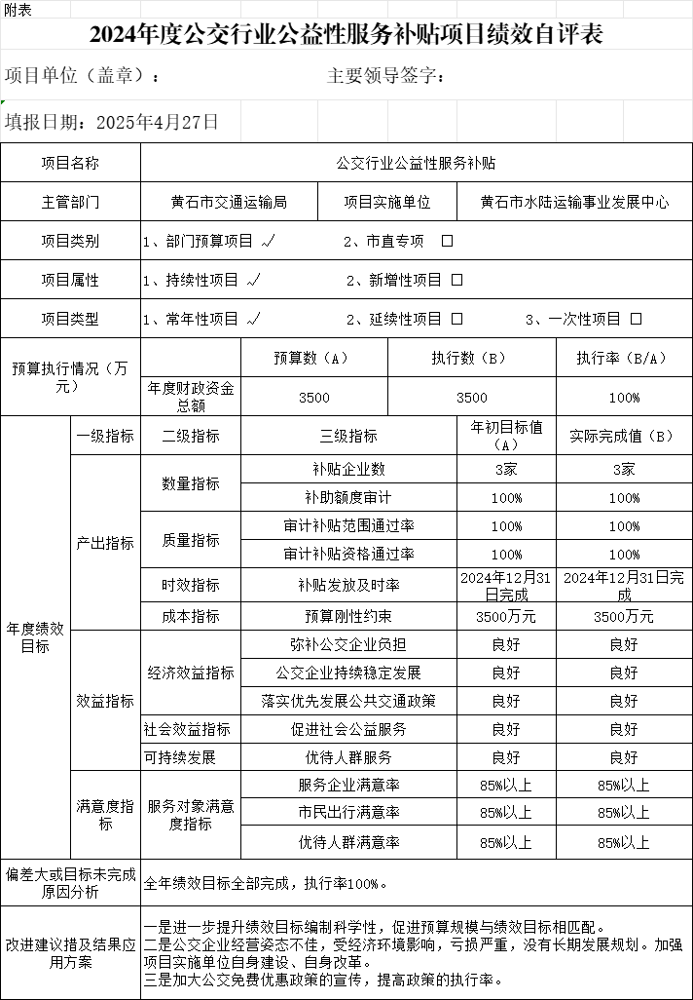 附表
2024年度公交行业公益性服务补贴项目绩效自评表
项目单位（盖章）： 主要领导签字：
填报日期：2025年4月27日
项目名称 公交行业公益性服务补贴
主管部门 黄石市交通运输局 项目实施单位 黄石市水陆运输事业发展中心
项目类别 1、部门预算项目 √ 2、市直专项 □
项目属性 1、持续性项目 √ 2、新增性项目 □
项目类型 1、常年性项目 √ 2、延续性项目 □ 3、一次性项目 □
预算执行情况（万
元）
预算数（A） 执行数（B） 执行率（B/A）
年度财政资金
总额
3500 3500 100%
年度绩效
目标
一级指标 二级指标 三级指标 年初目标值
（A）
实际完成值（B）
产出指标 数量指标 补贴企业数 3家 3家
补助额度审计 100% 100%
质量指标 审计补贴范围通过率 100% 100%
审计补贴资格通过率 100% 100%
时效指标 补贴发放及时率 2024年12月31
日完成
2024年12月31日完
成
成本指标 预算刚性约束 3500万元 3500万元
效益指标 经济效益指标 弥补公交企业负担 良好 良好
公交企业持续稳定发展 良好 良好
落实优先发展公共交通政策 良好 良好
社会效益指标 促进社会公益服务 良好 良好
可持续发展 优待人群服务 良好 良好
满意度指
标
服务对象满意
度指标
服务企业满意率 85%以上 85%以上
市民出行满意率 85%以上 85%以上
优待人群满意率 85%以上 85%以上
偏差大或目标未完成
原因分析
全年绩效目标全部完成，执行率100%。
改进建议措及结果应
用方案
一是进一步提升绩效目标编制科学性，促进预算规模与绩效目标相匹配。
二是公交企业经营姿态不佳，受经济环境影响，亏损严重，没有长期发展规划。加强
项目实施单位自身建设、自身改革。
三是加大公交免费优惠政策的宣传，提高政策的执行率。